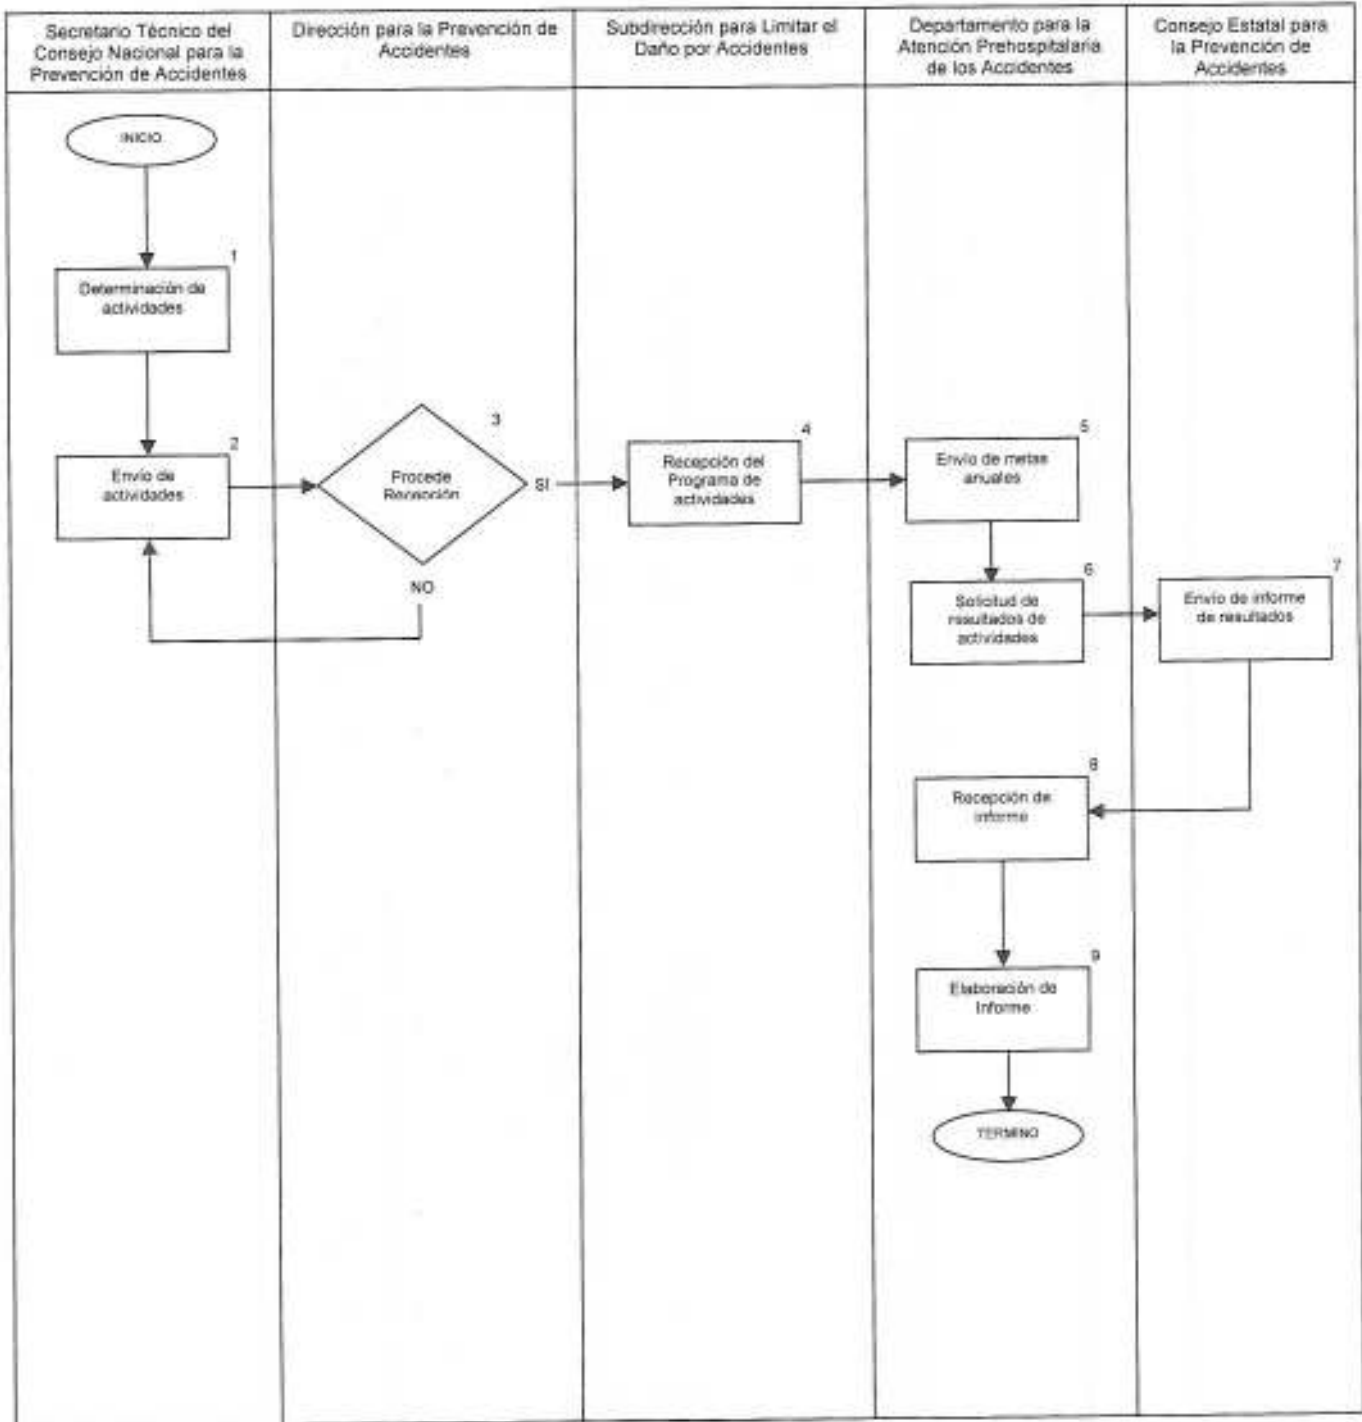 Secretario Técnico del
Consejo Nacional para la
Prevención de Accidentes
Dirección para la Prevención de
Accidentes
Subdirección para Limitar el
Daño por Accidentes
Departamento para la
Atención Prehospitalaria
de los Accidentes
Consejo Estatal para
la Prevención de
Accidentes
INICIO
1
Determinación de
actividades
2
Envío de
actividades
3
Procede
Recepción
SI
NO
4
Recepción del
Programa de
actividades
5
Envío de metas
anuales
6
Solicitud de
resultados de
actividades
7
Envío de informe
de resultados
8
Recepción de
informe
9
Elaboración de
Informe
TERMINO